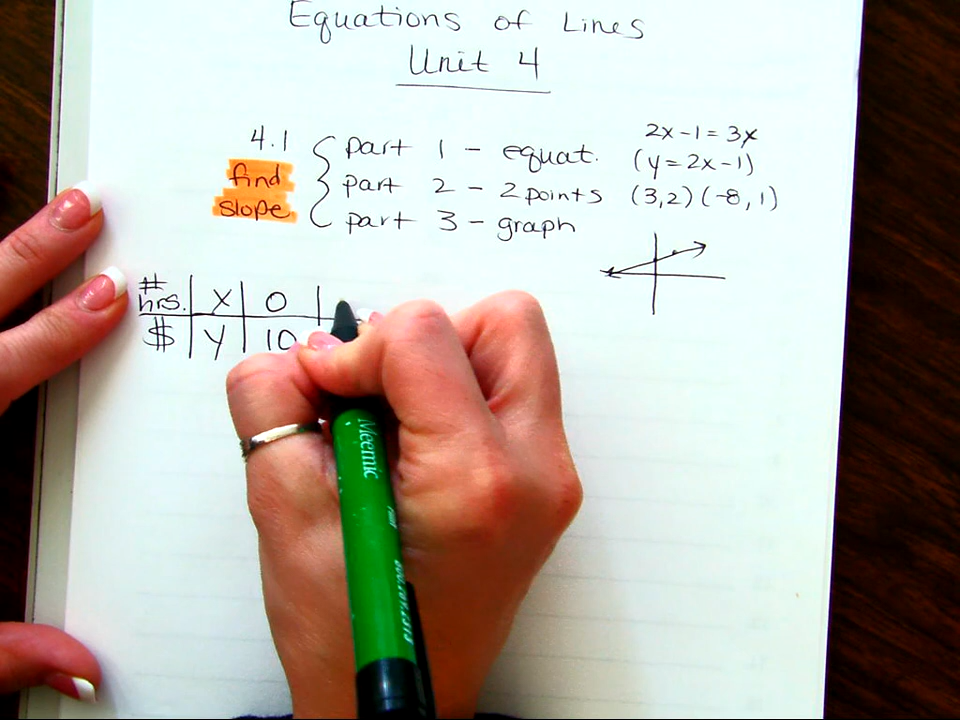 Equations of Lines
Unit 4
4.1 find slope
part 1 - equat. 2x-1=3x (y=2x-1)
part 2 - 2 points (3,2)(-8,1)
part 3 - graph
# hrs. x 0
$ y 10
Meemic